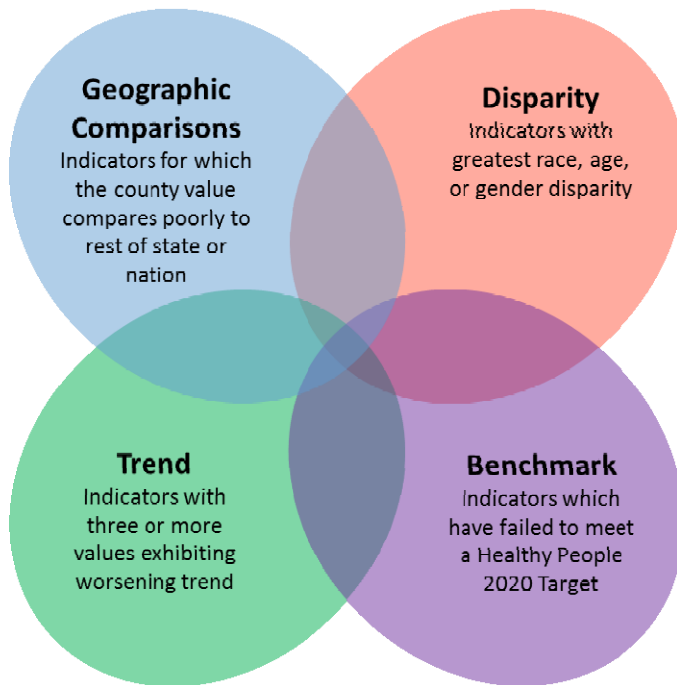 Geographic
Comparisons
Indicators for which
the county value
compares poorly to
rest of state or
nation
Disparity
Indicators with
greatest race, age,
or gender disparity
Trend
Indicators with
three or more
values exhibiting
worsening trend
Benchmark
Indicators which
have failed to meet
a Healthy People
2020 Target